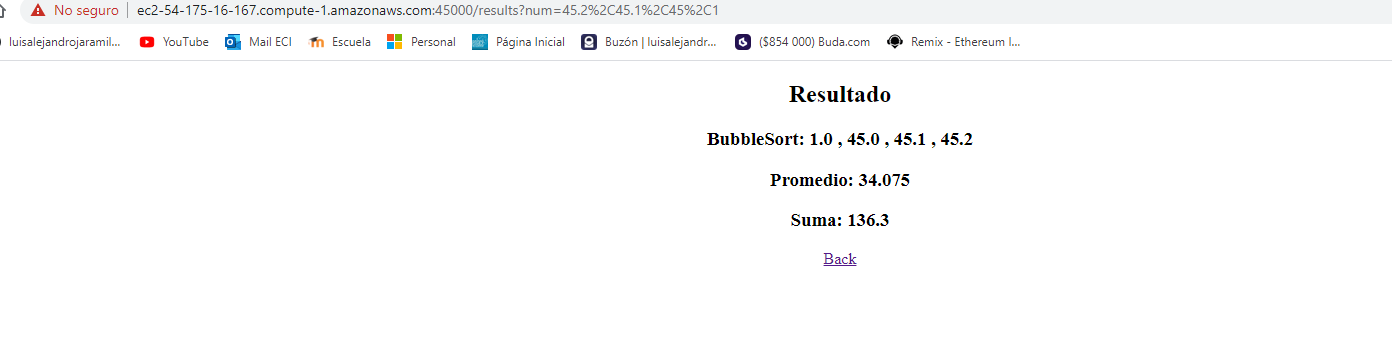 No seguro | ec2-54-175-16-167.compute-1.amazonaws.com:45000/results?num=45.2%2C45.1%2C45%2C1
luisalejandrojaramil... YouTube Mail ECI Escuela Personal Página Inicial Buzón | luisalejandr... ($854 000) Buda.com Remix - Ethereum I...
Resultado
BubbleSort: 1.0 , 45.0 , 45.1 , 45.2
Promedio: 34.075
Suma: 136.3
Back